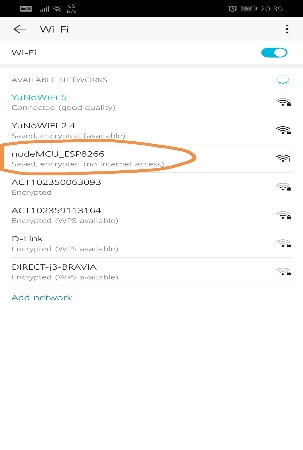 20:39
Wi-Fi
Wi-Fi
AVAILABLE NETWORKS
YuNoWiFi 5
Connected (good quality)
YuNoWiFi 2.4
Saved, encrypted (available)
nodeMCU_ESP8266
Saved, encrypted (no Internet access)
ACT102350063093
Encrypted
ACT102359113164
Encrypted (WPS available)
D-Link
Encrypted (WPS available)
DIRECT-j3-BRAVIA
Encrypted (WPS available)
Add network